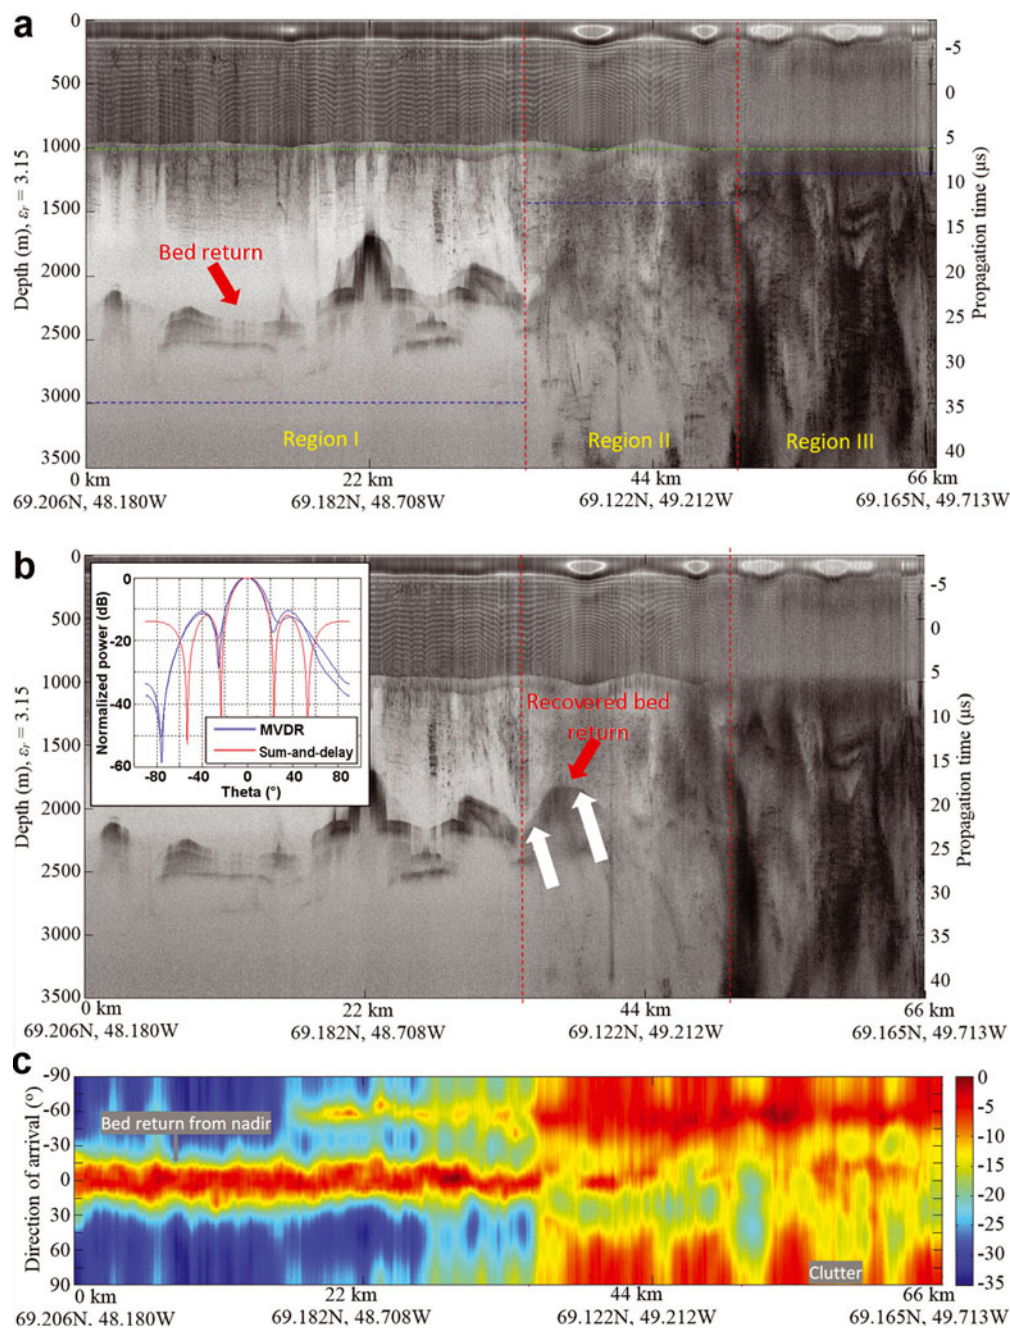 a
0
500
1000
1500
2000
2500
3000
3500
Depth (m), εr = 3.15
-5
0
5
10
15
20
25
30
35
40
Propagation time (µs)
Bed return
Region I
Region II
Region III
0 km
22 km
44 km
66 km
69.206N, 48.180W
69.182N, 48.708W
69.122N, 49.212W
69.165N, 49.713W
b
0
500
1000
1500
2000
2500
3000
3500
Depth (m), εr = 3.15
0
-20
-40
-60
Normalized power (dB)
MVDR
Sum-and-delay
-80
-40
0
40
80
Theta (°)
Recovered bed
return
-5
0
5
10
15
20
25
30
35
40
Propagation time (µs)
0 km
22 km
44 km
66 km
69.206N, 48.180W
69.182N, 48.708W
69.122N, 49.212W
69.165N, 49.713W
c
-90
-60
-30
0
30
60
90
Direction of arrival (°)
Bed return from nadir
Clutter
0
-5
-10
-15
-20
-25
-30
-35
0 km
22 km
44 km
66 km
69.206N, 48.180W
69.182N, 48.708W
69.122N, 49.212W
69.165N, 49.713W